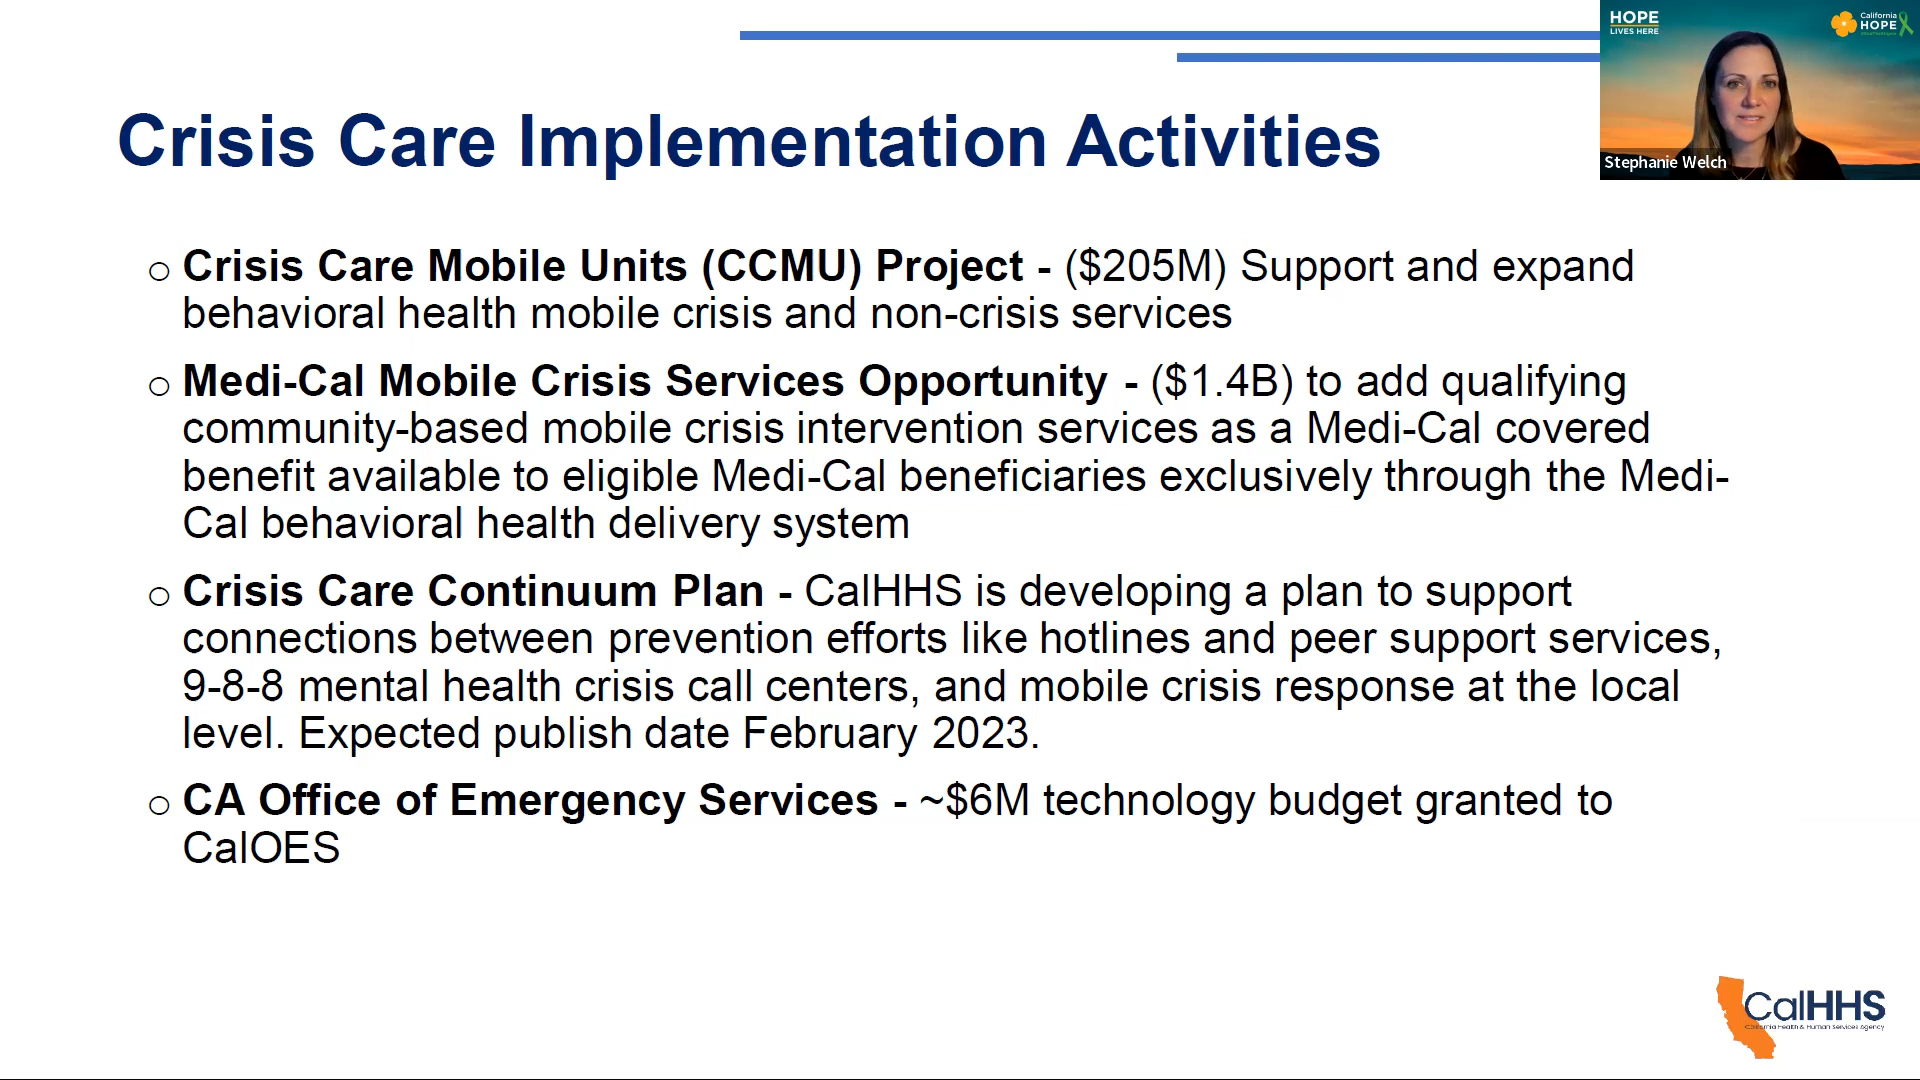 HOPE
LIVES HERE
California
HOPE
Stephanie Welch
Crisis Care Implementation Activities
○ Crisis Care Mobile Units (CCMU) Project - ($205M) Support and expand
behavioral health mobile crisis and non-crisis services
○ Medi-Cal Mobile Crisis Services Opportunity - ($1.4B) to add qualifying
community-based mobile crisis intervention services as a Medi-Cal covered
benefit available to eligible Medi-Cal beneficiaries exclusively through the Medi-
Cal behavioral health delivery system
○ Crisis Care Continuum Plan - CalHHS is developing a plan to support
connections between prevention efforts like hotlines and peer support services,
9-8-8 mental health crisis call centers, and mobile crisis response at the local
level. Expected publish date February 2023.
○ CA Office of Emergency Services - ~$6M technology budget granted to
CalOES
CalHHS
California Health & Human Services Agency